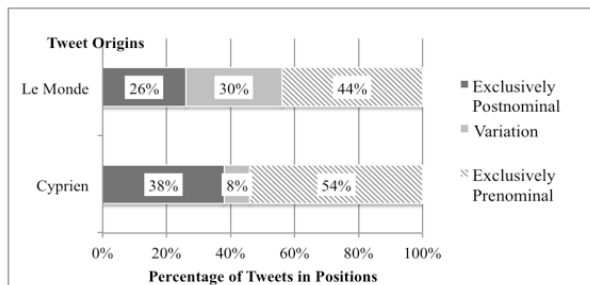 Tweet Origins
Le Monde
26%
30%
44%
Cyprien
38%
8%
54%
0%
20%
40%
60%
80%
100%
Percentage of Tweets in Positions
Exclusively
Postnominal
Variation
Exclusively
Prenominal